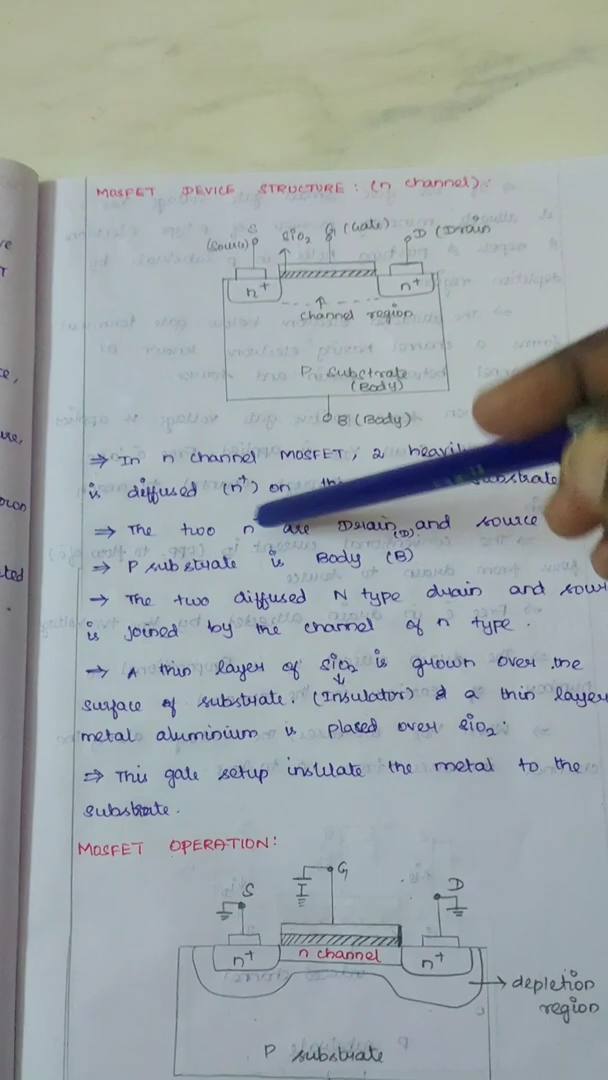 MOSFET DEVICE STRUCTURE: (n channel):
S
(Source)
SiO2
G (Gate)
D (Drain
n+
n+
channel region
P substrate
(Body)
B (Body)
⇒ In n channel MOSFET, 2 heavil
is diffused (n+) on substrate
⇒ The two n are Drain (D) and source
⇒ P substrate is Body (B)
→ The two diffused N type drain and sour
is joined by the channel of n type.
→ A thin layer of SiO2 is grown over the
surface of substrate. (Insulator) & a thin layer
metal aluminium is plased over SiO2.
⇒ This gate setup insulate the metal to the
substrate.
MOSFET OPERATION:
S
G
D
n+
n channel
n+
→ depletion
region
P substrate